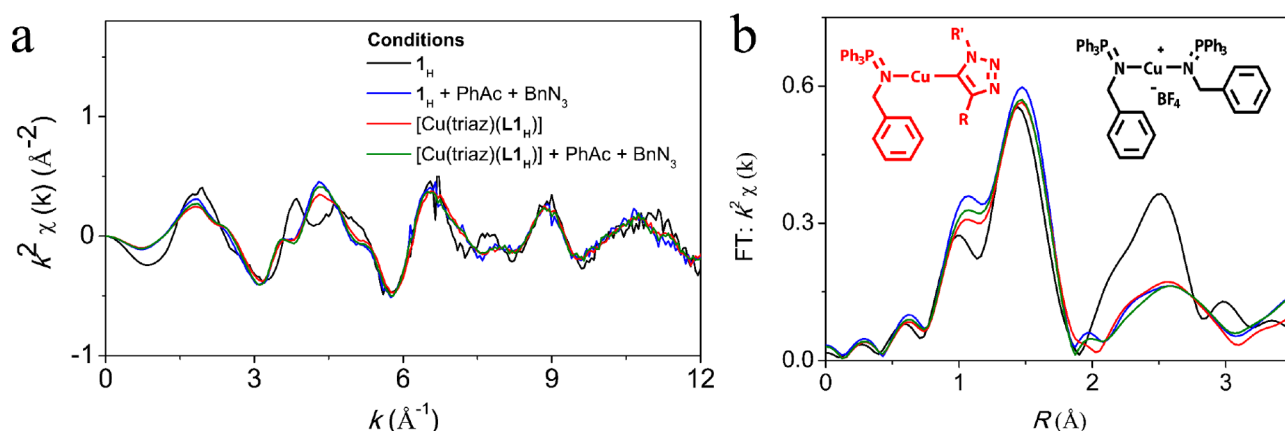 a
k² χ (k) (Å⁻²)
1
0
-1
Conditions
1H
1H + PhAc + BnN₃
[Cu(triaz)(L1H)]
[Cu(triaz)(L1H)] + PhAc + BnN₃
0 3 6 9 12
k (Å⁻¹)
b
FT: k² χ (k)
0.6
0.3
0.0
R'
Ph₃P N Cu N N N
R
+
Ph₃P PPh₃
N Cu N
⁻BF₄
0 1 2 3
R (Å)